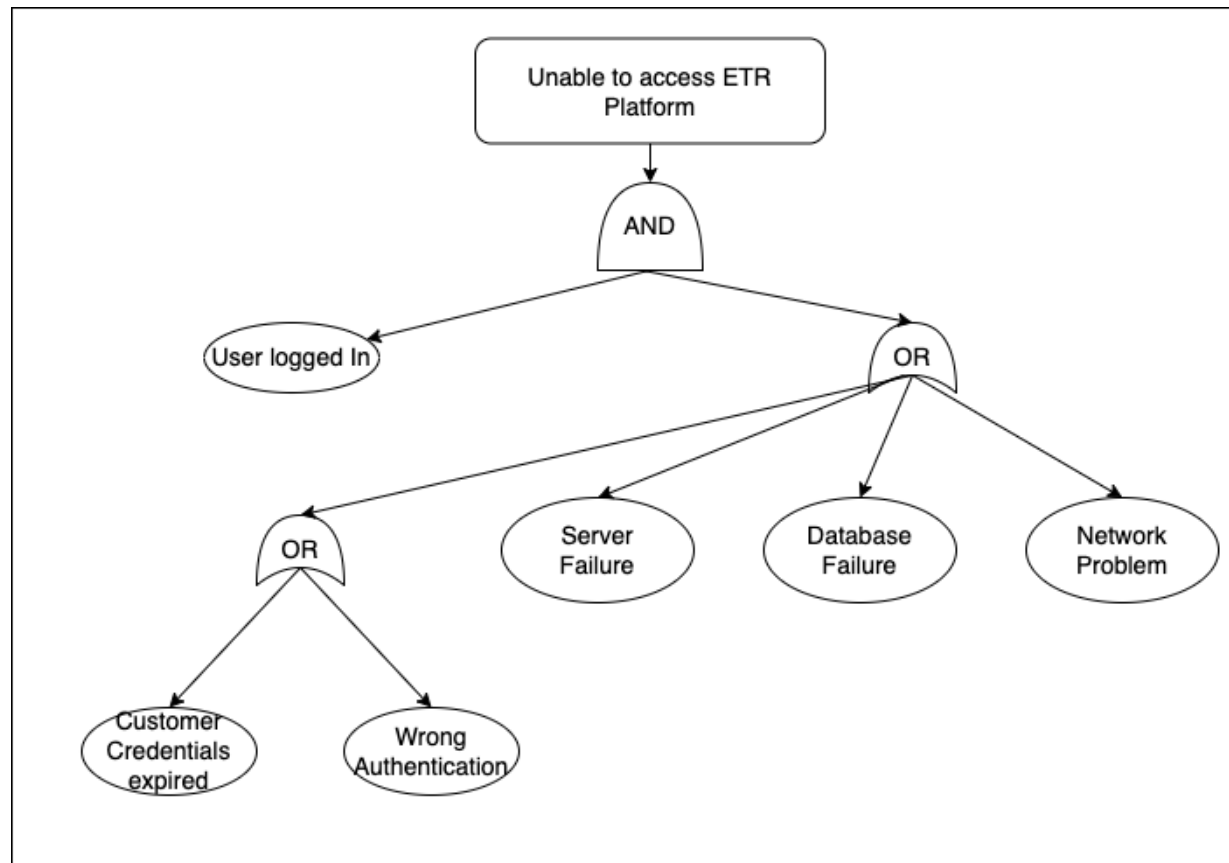 Unable to access ETR
Platform
AND
User logged In
OR
OR
Server
Failure
Database
Failure
Network
Problem
Customer
Credentials
expired
Wrong
Authentication